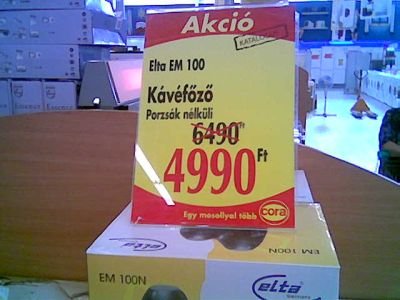 Akció
KATALÓGUS
Elta EM 100
Kávéfőző
Porzsák nélküli
6490 Ft
4990 Ft
Egy mosollyal több
cora
elta
EM 100N
EM 100N
elta